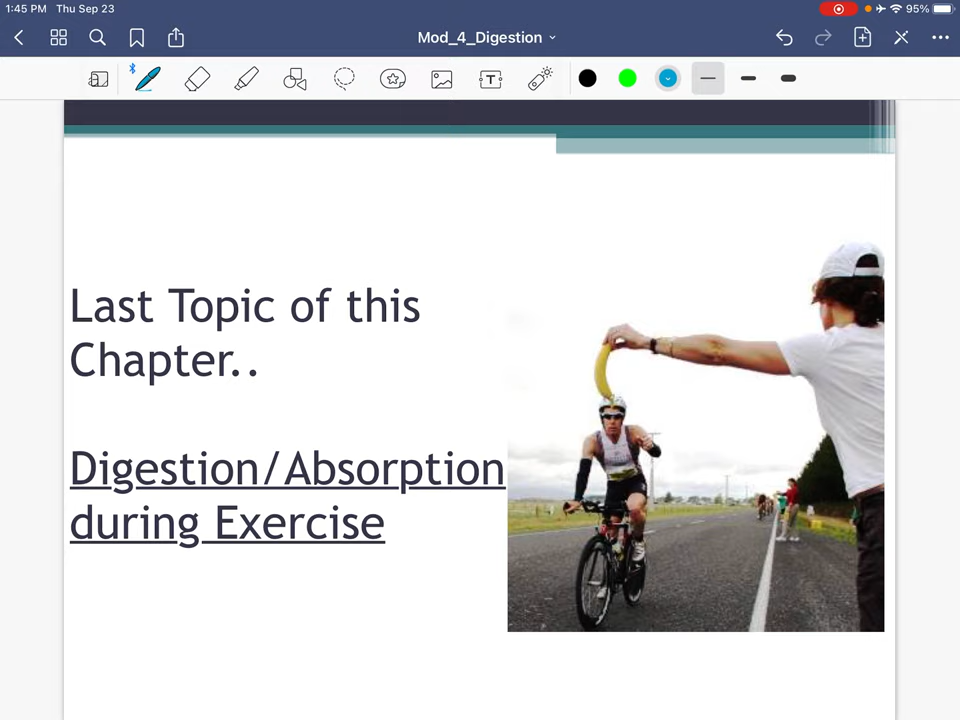 1:45 PM Thu Sep 23
95%
Mod_4_Digestion
T
Last Topic of this
Chapter..
Digestion/Absorption
during Exercise